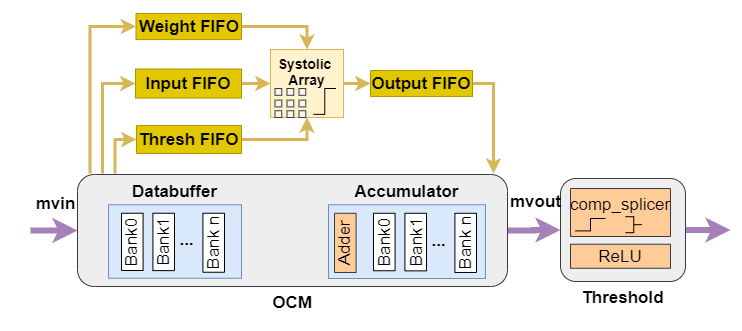 Weight FIFO
Systolic
Array
Input FIFO
Output FIFO
Thresh FIFO
mvin
Databuffer
Bank0
Bank1
...
Bank n
Accumulator
Adder
Bank0
Bank1
...
Bank n
mvout
comp_splicer
ReLU
OCM
Threshold